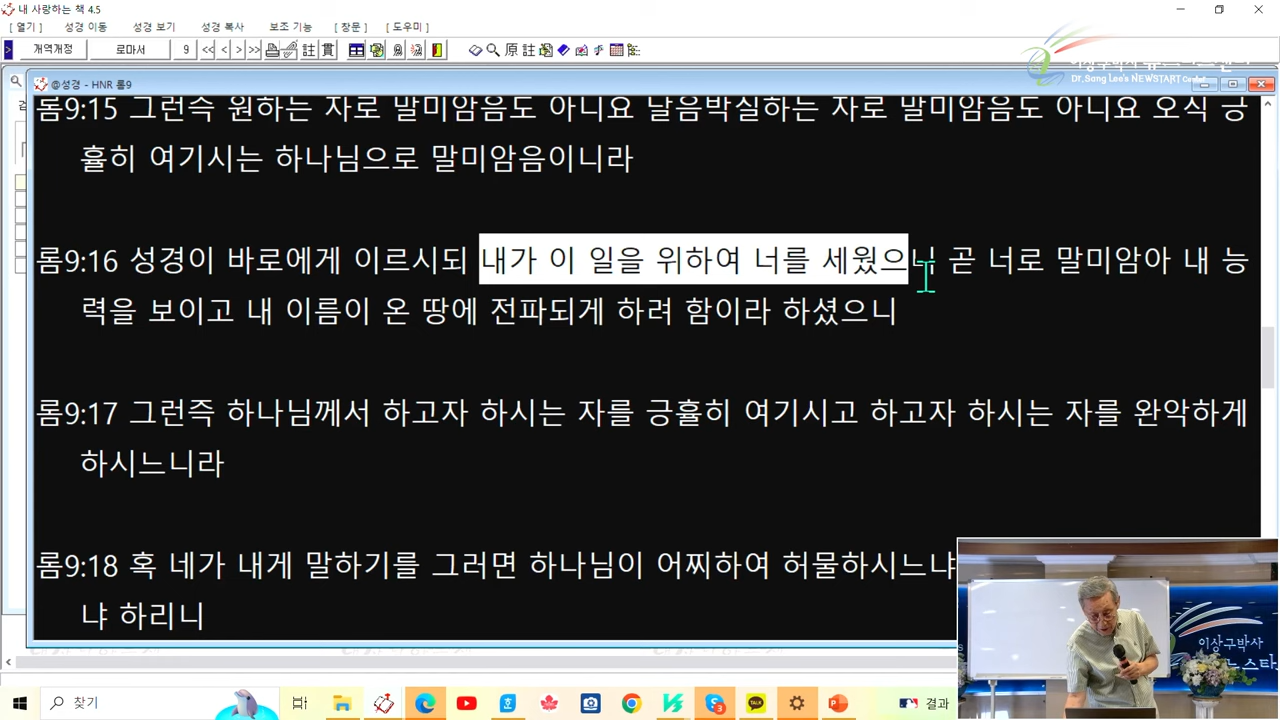 내 사랑하는 책 4.5
[ 열기 ] 성경 이동 성경 보기 성경 복사 보조 기능 [ 창문 ] [ 도우미 ]
개역개정 로마서 9 << < > >> 註 貫 原 註
Dr. Sang Lee's NEWSTART Center
@성경 - HNR 롬9
롬9:15 그런즉 원하는 자로 말미암음도 아니요 달음박질하는 자로 말미암음도 아니요 오직 긍
휼히 여기시는 하나님으로 말미암음이니라
롬9:16 성경이 바로에게 이르시되 내가 이 일을 위하여 너를 세웠으니 곧 너로 말미암아 내 능
력을 보이고 내 이름이 온 땅에 전파되게 하려 함이라 하셨으니
롬9:17 그런즉 하나님께서 하고자 하시는 자를 긍휼히 여기시고 하고자 하시는 자를 완악하게
하시느니라
롬9:18 혹 네가 내게 말하기를 그러면 하나님이 어찌하여 허물하시느냐
냐 하리니
이상구박사
찾기
결과